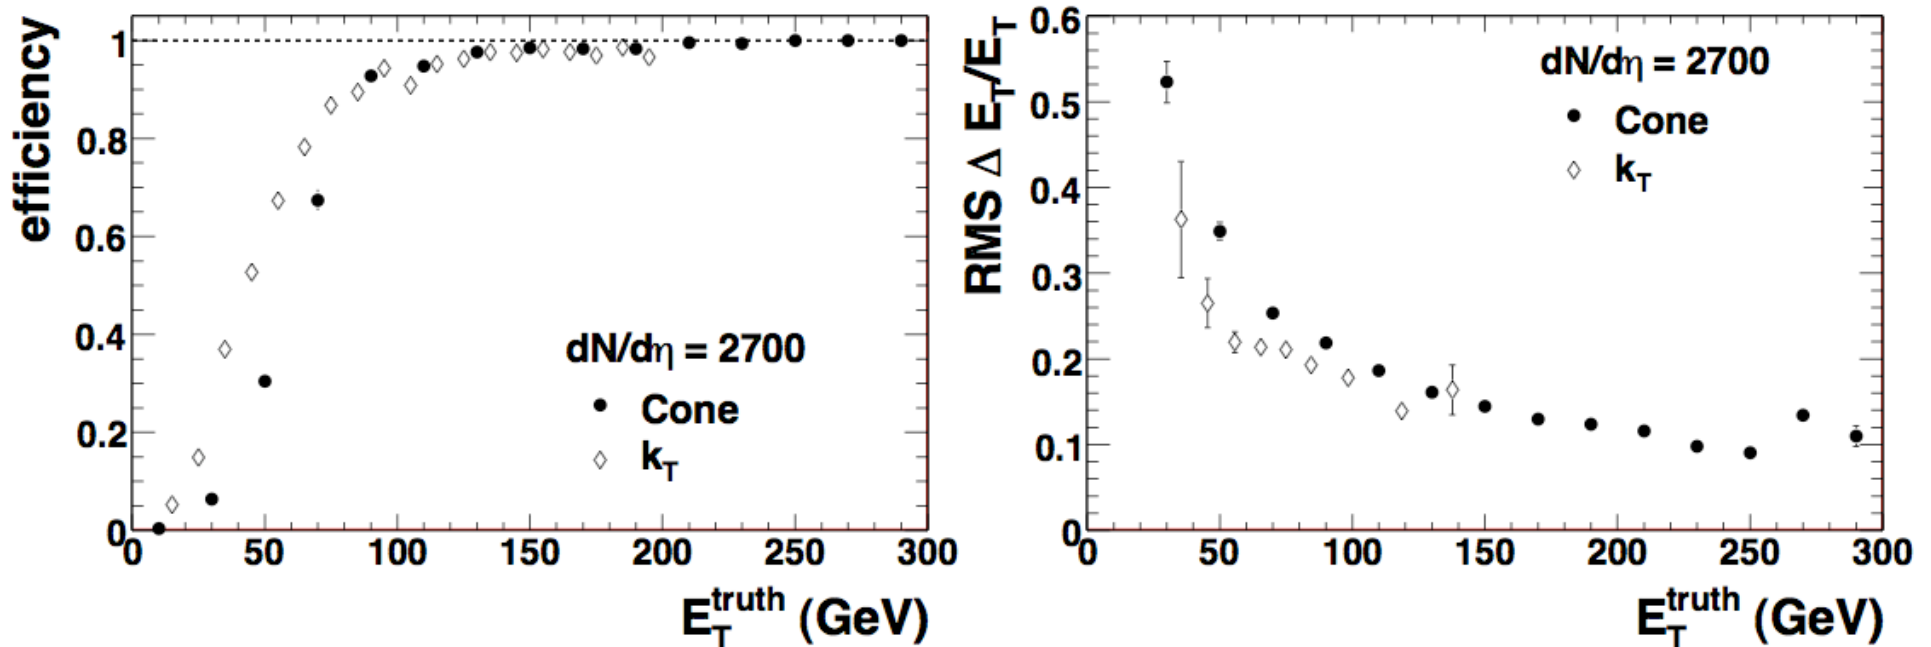 efficiency
1
0.8
0.6
0.4
0.2
0
dN/dη = 2700
Cone
k_T
0 50 100 150 200 250 300
E_T^truth (GeV)
RMS Δ E_T/E_T
0.6
0.5
0.4
0.3
0.2
0.1
0
dN/dη = 2700
Cone
k_T
0 50 100 150 200 250 300
E_T^truth (GeV)